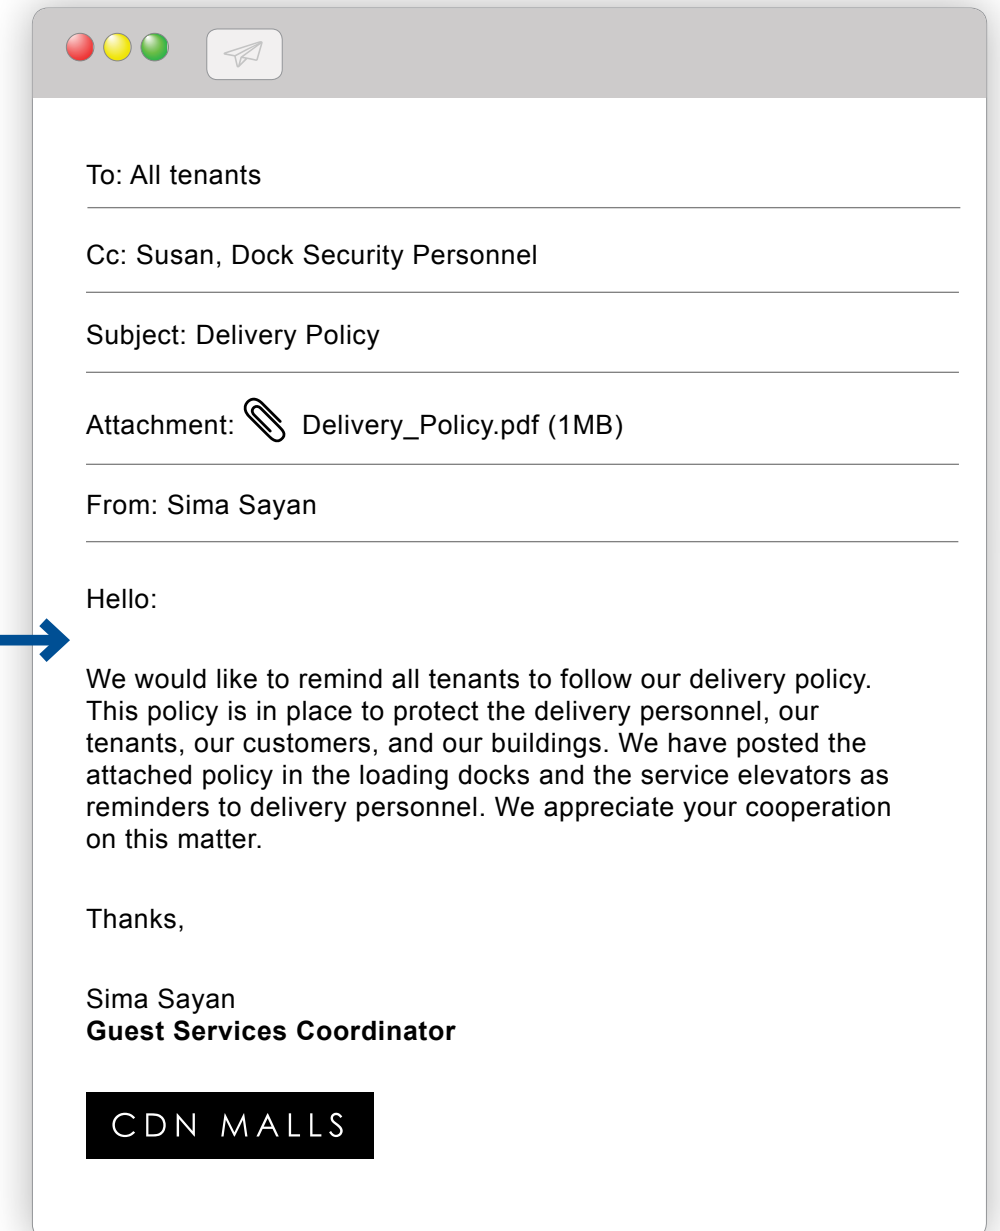 To: All tenants
Cc: Susan, Dock Security Personnel
Subject: Delivery Policy
Attachment: Delivery_Policy.pdf (1MB)
From: Sima Sayan
Hello:
We would like to remind all tenants to follow our delivery policy.
This policy is in place to protect the delivery personnel, our
tenants, our customers, and our buildings. We have posted the
attached policy in the loading docks and the service elevators as
reminders to delivery personnel. We appreciate your cooperation
on this matter.
Thanks,
Sima Sayan
Guest Services Coordinator
CDN MALLS